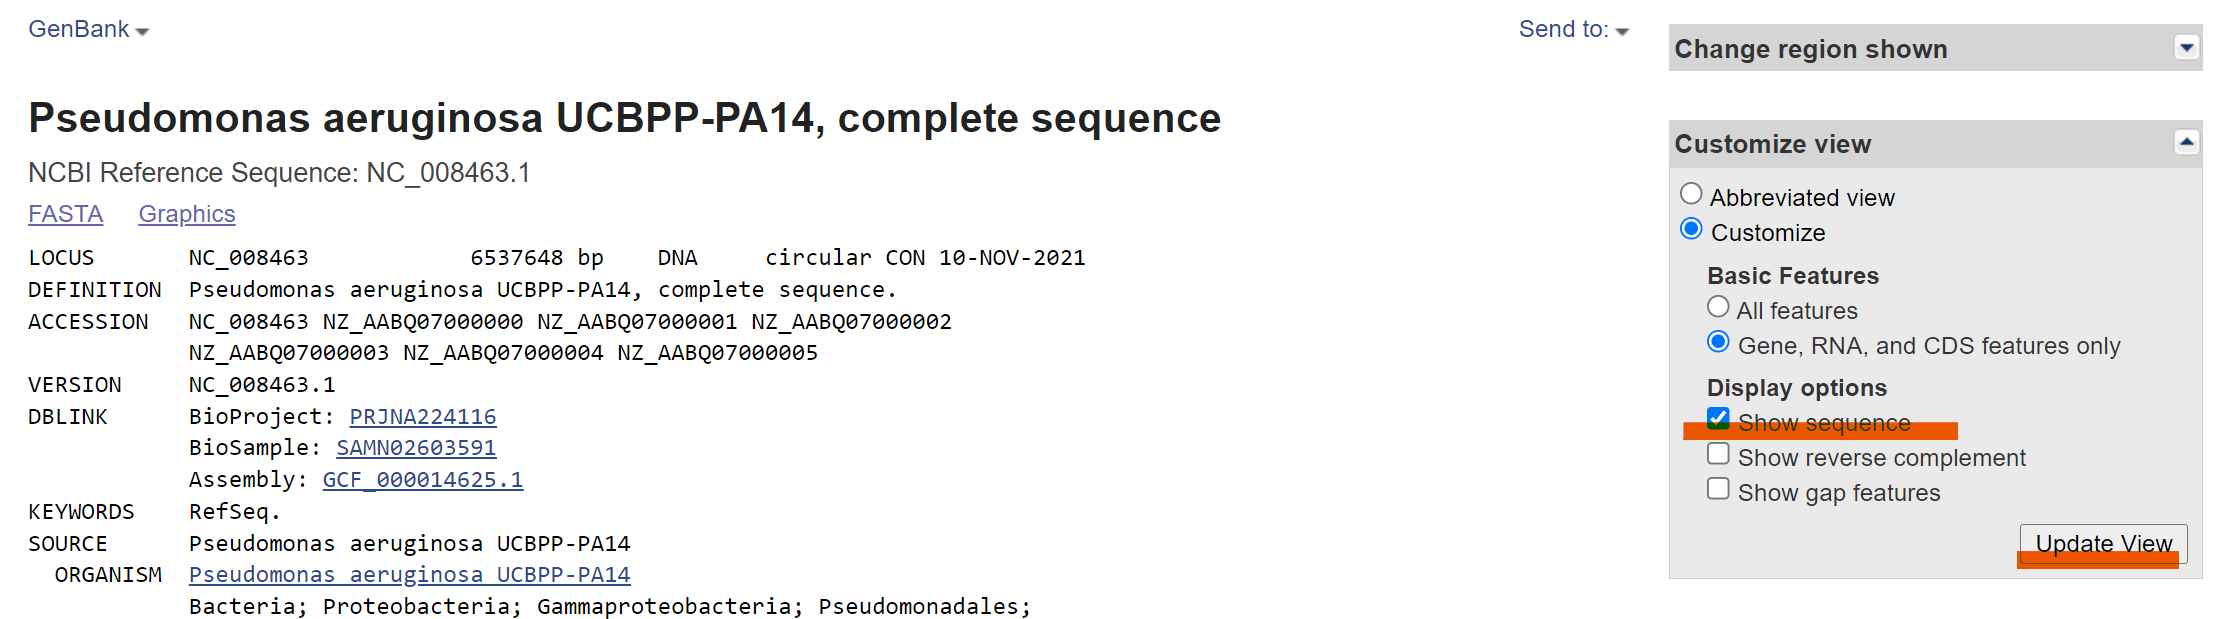 GenBank
Send to:
Pseudomonas aeruginosa UCBPP-PA14, complete sequence
NCBI Reference Sequence: NC_008463.1
FASTA Graphics
LOCUS NC_008463 6537648 bp DNA circular CON 10-NOV-2021
DEFINITION Pseudomonas aeruginosa UCBPP-PA14, complete sequence.
ACCESSION NC_008463 NZ_AABQ07000000 NZ_AABQ07000001 NZ_AABQ07000002
NZ_AABQ07000003 NZ_AABQ07000004 NZ_AABQ07000005
VERSION NC_008463.1
DBLINK BioProject: PRJNA224116
BioSample: SAMN02603591
Assembly: GCF_000014625.1
KEYWORDS RefSeq.
SOURCE Pseudomonas aeruginosa UCBPP-PA14
ORGANISM Pseudomonas aeruginosa UCBPP-PA14
Bacteria; Proteobacteria; Gammaproteobacteria; Pseudomonadales;
Change region shown
Customize view
Abbreviated view
Customize
Basic Features
All features
Gene, RNA, and CDS features only
Display options
Show sequence
Show reverse complement
Show gap features
Update View